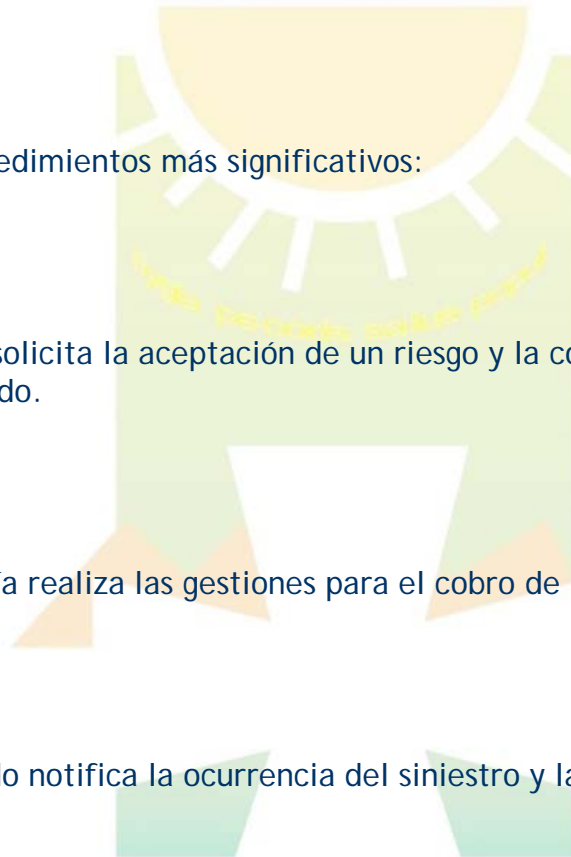 edimientos más significativos:
solicita la aceptación de un riesgo y la co
do.
ía realiza las gestiones para el cobro de
do notifica la ocurrencia del siniestro y la